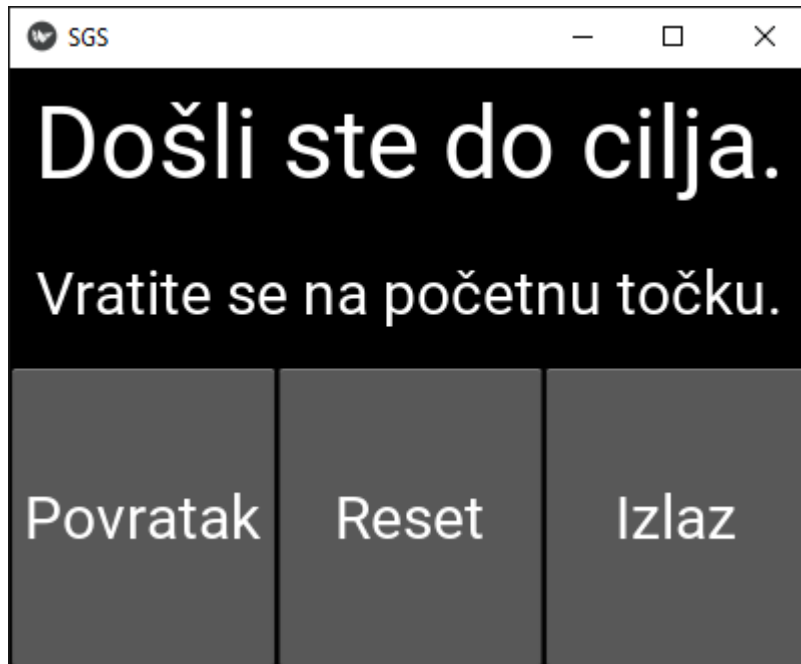 SGS
Došli ste do cilja.
Vratite se na početnu točku.
Povratak Reset Izlaz